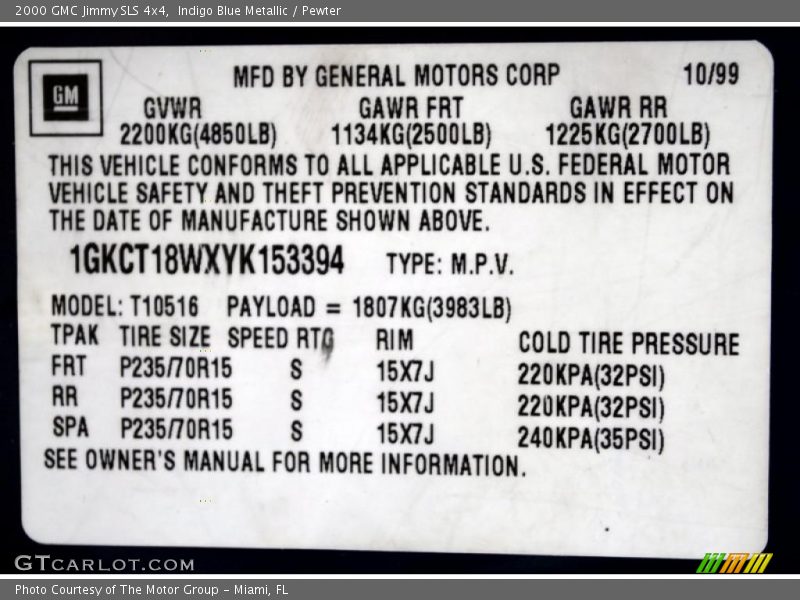 2000 GMC Jimmy SLS 4x4,  Indigo Blue Metallic / Pewter
GM
MFD BY GENERAL MOTORS CORP 10/99
GVWR GAWR FRT GAWR RR
2200KG(4850LB) 1134KG(2500LB) 1225KG(2700LB)
THIS VEHICLE CONFORMS TO ALL APPLICABLE U.S. FEDERAL MOTOR
VEHICLE SAFETY AND THEFT PREVENTION STANDARDS IN EFFECT ON
THE DATE OF MANUFACTURE SHOWN ABOVE.
1GKCT18WXYK153394 TYPE: M.P.V.
MODEL: T10516 PAYLOAD = 1807KG(3983LB)
TPAK TIRE SIZE SPEED RTG RIM COLD TIRE PRESSURE
FRT P235/70R15 S 15X7J 220KPA(32PSI)
RR P235/70R15 S 15X7J 220KPA(32PSI)
SPA P235/70R15 S 15X7J 240KPA(35PSI)
SEE OWNER'S MANUAL FOR MORE INFORMATION.
GTCARLOT.COM
Photo Courtesy of The Motor Group - Miami, FL